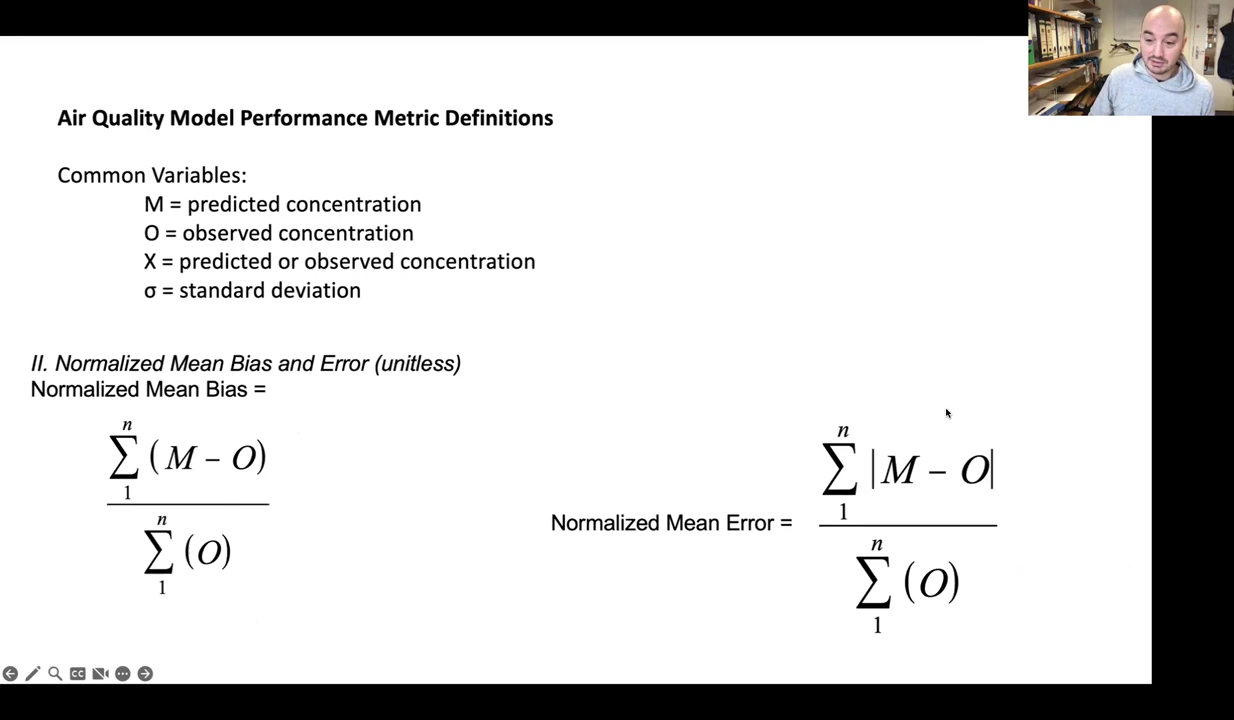 Air Quality Model Performance Metric Definitions
Common Variables:
M = predicted concentration
O = observed concentration
X = predicted or observed concentration
σ = standard deviation
II. Normalized Mean Bias and Error (unitless)
Normalized Mean Bias =
n
∑ (M − O)
1
n
∑ (O)
1
Normalized Mean Error =
n
∑ |M − O|
1
n
∑ (O)
1
CC